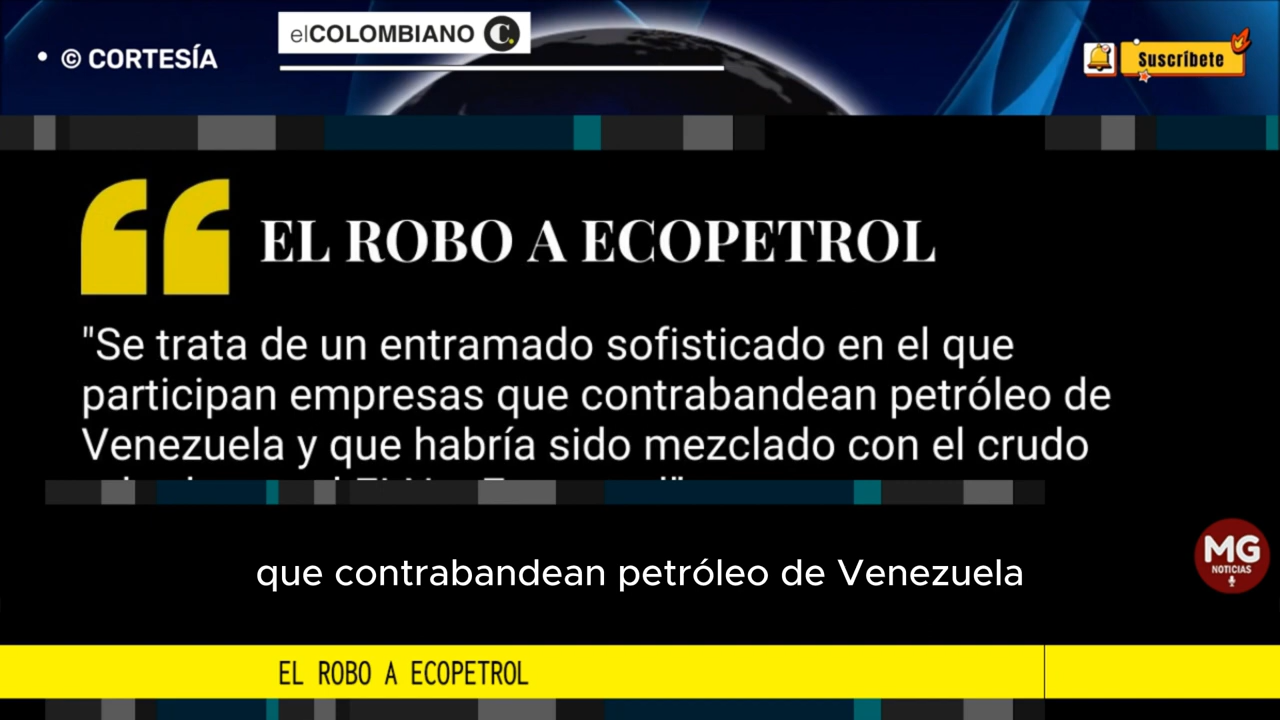 • © CORTESÍA
elCOLOMBIANO C.
Suscríbete
EL ROBO A ECOPETROL
"Se trata de un entramado sofisticado en el que
participan empresas que contrabandean petróleo de
Venezuela y que habría sido mezclado con el crudo
que contrabandean petróleo de Venezuela
MG
NOTICIAS
EL ROBO A ECOPETROL